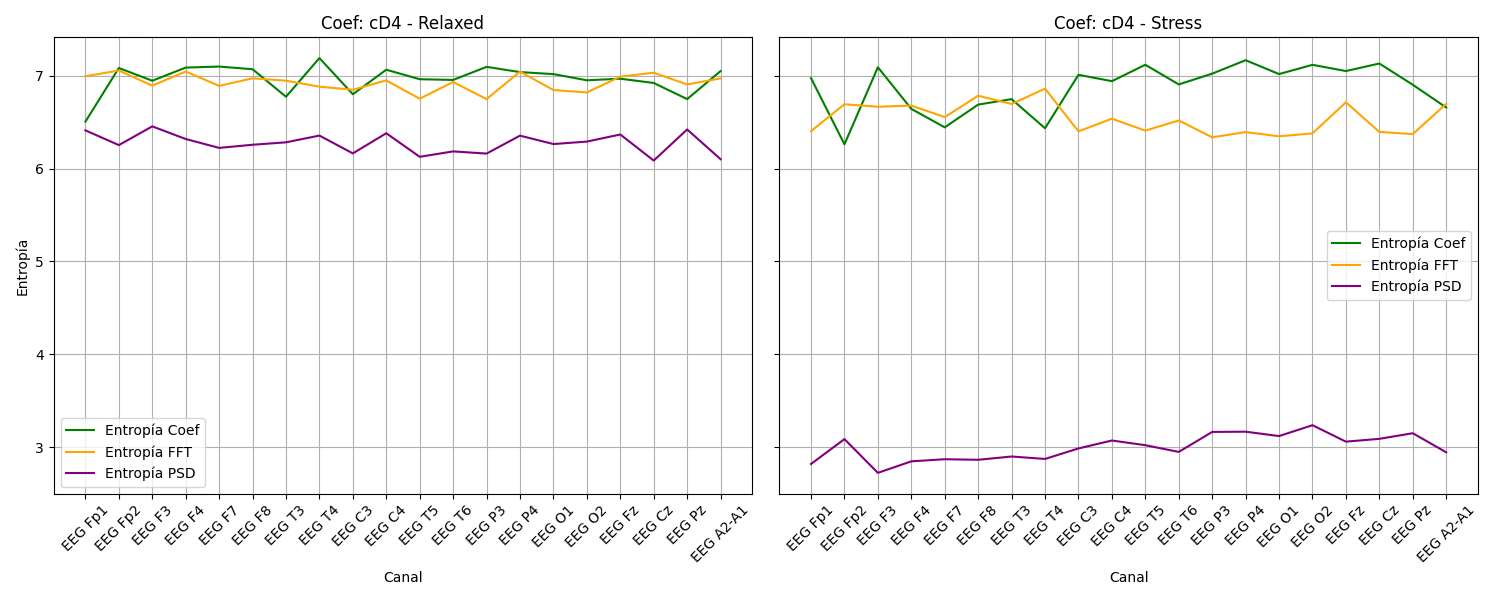 Coef: cD4 - Relaxed
Entropía
7
6
5
4
3
Entropía Coef
Entropía FFT
Entropía PSD
EEG Fp1
EEG Fp2
EEG F3
EEG F4
EEG F7
EEG F8
EEG T3
EEG T4
EEG C3
EEG C4
EEG T5
EEG T6
EEG P3
EEG P4
EEG O1
EEG O2
EEG Fz
EEG Cz
EEG Pz
EEG A2-A1
Canal
Coef: cD4 - Stress
Entropía Coef
Entropía FFT
Entropía PSD
EEG Fp1
EEG Fp2
EEG F3
EEG F4
EEG F7
EEG F8
EEG T3
EEG T4
EEG C3
EEG C4
EEG T5
EEG T6
EEG P3
EEG P4
EEG O1
EEG O2
EEG Fz
EEG Cz
EEG Pz
EEG A2-A1
Canal